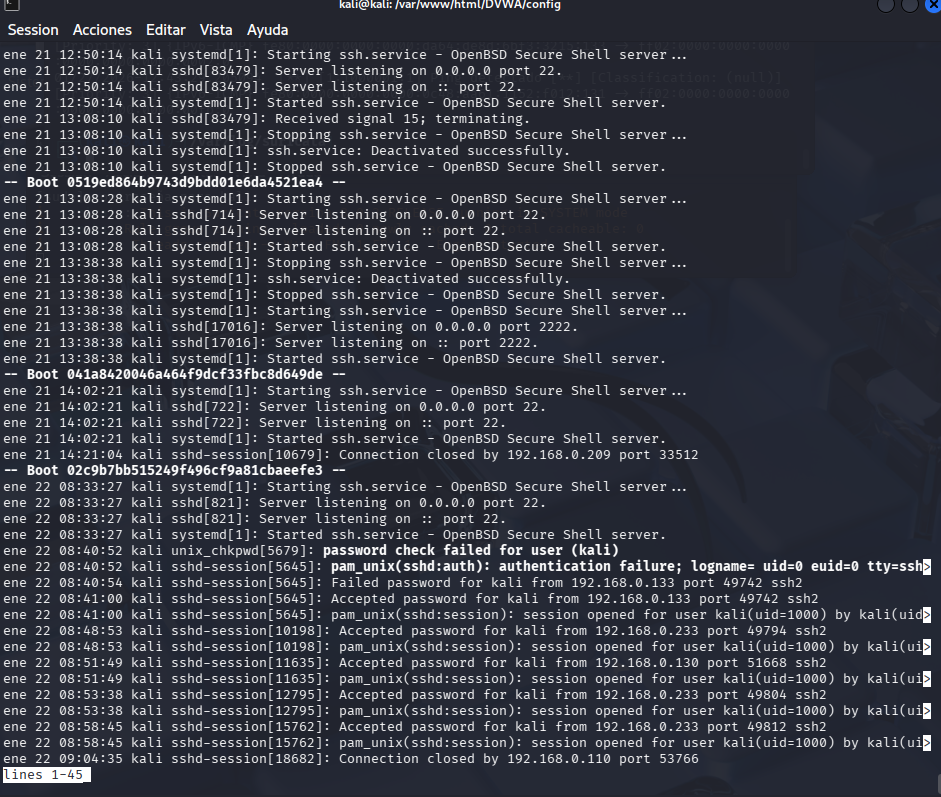 kali@kali: /var/www/html/DVWA/config
Session Acciones Editar Vista Ayuda
ene 21 12:50:14 kali systemd[1]: Starting ssh.service - OpenBSD Secure Shell server...
ene 21 12:50:14 kali sshd[83479]: Server listening on 0.0.0.0 port 22.
ene 21 12:50:14 kali sshd[83479]: Server listening on :: port 22.
ene 21 12:50:14 kali systemd[1]: Started ssh.service - OpenBSD Secure Shell server.
ene 21 13:08:10 kali sshd[83479]: Received signal 15; terminating.
ene 21 13:08:10 kali systemd[1]: Stopping ssh.service - OpenBSD Secure Shell server...
ene 21 13:08:10 kali systemd[1]: ssh.service: Deactivated successfully.
ene 21 13:08:10 kali systemd[1]: Stopped ssh.service - OpenBSD Secure Shell server.
-- Boot 0519ed864b9743d9bdd01e6da4521ea4 --
ene 21 13:08:28 kali systemd[1]: Starting ssh.service - OpenBSD Secure Shell server...
ene 21 13:08:28 kali sshd[714]: Server listening on 0.0.0.0 port 22.
ene 21 13:08:28 kali sshd[714]: Server listening on :: port 22.
ene 21 13:08:28 kali systemd[1]: Started ssh.service - OpenBSD Secure Shell server.
ene 21 13:38:38 kali systemd[1]: Stopping ssh.service - OpenBSD Secure Shell server...
ene 21 13:38:38 kali systemd[1]: ssh.service: Deactivated successfully.
ene 21 13:38:38 kali systemd[1]: Stopped ssh.service - OpenBSD Secure Shell server.
ene 21 13:38:38 kali systemd[1]: Starting ssh.service - OpenBSD Secure Shell server...
ene 21 13:38:38 kali sshd[17016]: Server listening on 0.0.0.0 port 2222.
ene 21 13:38:38 kali sshd[17016]: Server listening on :: port 2222.
ene 21 13:38:38 kali systemd[1]: Started ssh.service - OpenBSD Secure Shell server.
-- Boot 041a8420046a464f9dcf33fbc8d649de --
ene 21 14:02:21 kali systemd[1]: Starting ssh.service - OpenBSD Secure Shell server...
ene 21 14:02:21 kali sshd[722]: Server listening on 0.0.0.0 port 22.
ene 21 14:02:21 kali sshd[722]: Server listening on :: port 22.
ene 21 14:02:21 kali systemd[1]: Started ssh.service - OpenBSD Secure Shell server.
ene 21 14:21:04 kali sshd-session[10679]: Connection closed by 192.168.0.209 port 33512
-- Boot 02c9b7bb515249f496cf9a81cbaeefe3 --
ene 22 08:33:27 kali systemd[1]: Starting ssh.service - OpenBSD Secure Shell server...
ene 22 08:33:27 kali sshd[821]: Server listening on 0.0.0.0 port 22.
ene 22 08:33:27 kali sshd[821]: Server listening on :: port 22.
ene 22 08:33:27 kali systemd[1]: Started ssh.service - OpenBSD Secure Shell server.
ene 22 08:40:52 kali unix_chkpwd[5679]: password check failed for user (kali)
ene 22 08:40:52 kali sshd-session[5645]: pam_unix(sshd:auth): authentication failure; logname= uid=0 euid=0 tty=ssh>
ene 22 08:40:54 kali sshd-session[5645]: Failed password for kali from 192.168.0.133 port 49742 ssh2
ene 22 08:41:00 kali sshd-session[5645]: Accepted password for kali from 192.168.0.133 port 49742 ssh2
ene 22 08:41:00 kali sshd-session[5645]: pam_unix(sshd:session): session opened for user kali(uid=1000) by kali(uid>
ene 22 08:48:53 kali sshd-session[10198]: Accepted password for kali from 192.168.0.233 port 49794 ssh2
ene 22 08:48:53 kali sshd-session[10198]: pam_unix(sshd:session): session opened for user kali(uid=1000) by kali(ui>
ene 22 08:51:49 kali sshd-session[11635]: Accepted password for kali from 192.168.0.130 port 51668 ssh2
ene 22 08:51:49 kali sshd-session[11635]: pam_unix(sshd:session): session opened for user kali(uid=1000) by kali(ui>
ene 22 08:53:38 kali sshd-session[12795]: Accepted password for kali from 192.168.0.233 port 49804 ssh2
ene 22 08:53:38 kali sshd-session[12795]: pam_unix(sshd:session): session opened for user kali(uid=1000) by kali(ui>
ene 22 08:58:45 kali sshd-session[15762]: Accepted password for kali from 192.168.0.233 port 49812 ssh2
ene 22 08:58:45 kali sshd-session[15762]: pam_unix(sshd:session): session opened for user kali(uid=1000) by kali(ui>
ene 22 09:04:35 kali sshd-session[18682]: Connection closed by 192.168.0.110 port 53766
lines 1-45